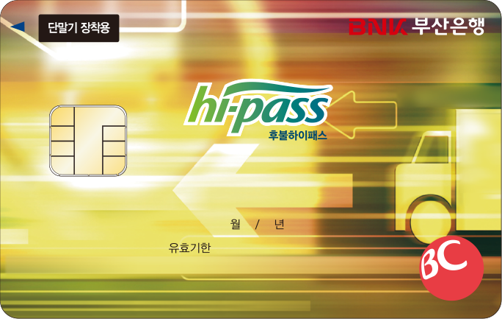 단말기 장착용
BNK 부산은행
hi-pass
후불하이패스
월 / 년
유효기한
BC